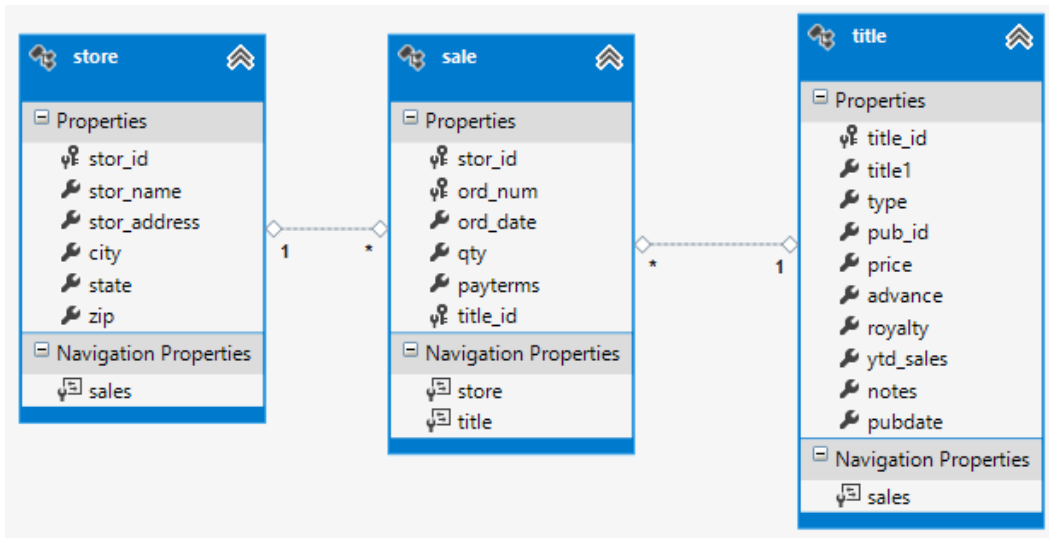 store
Properties
stor_id
stor_name
stor_address
city
state
zip
Navigation Properties
sales
1
*
sale
Properties
stor_id
ord_num
ord_date
qty
payterms
title_id
Navigation Properties
store
title
*
1
title
Properties
title_id
title1
type
pub_id
price
advance
royalty
ytd_sales
notes
pubdate
Navigation Properties
sales